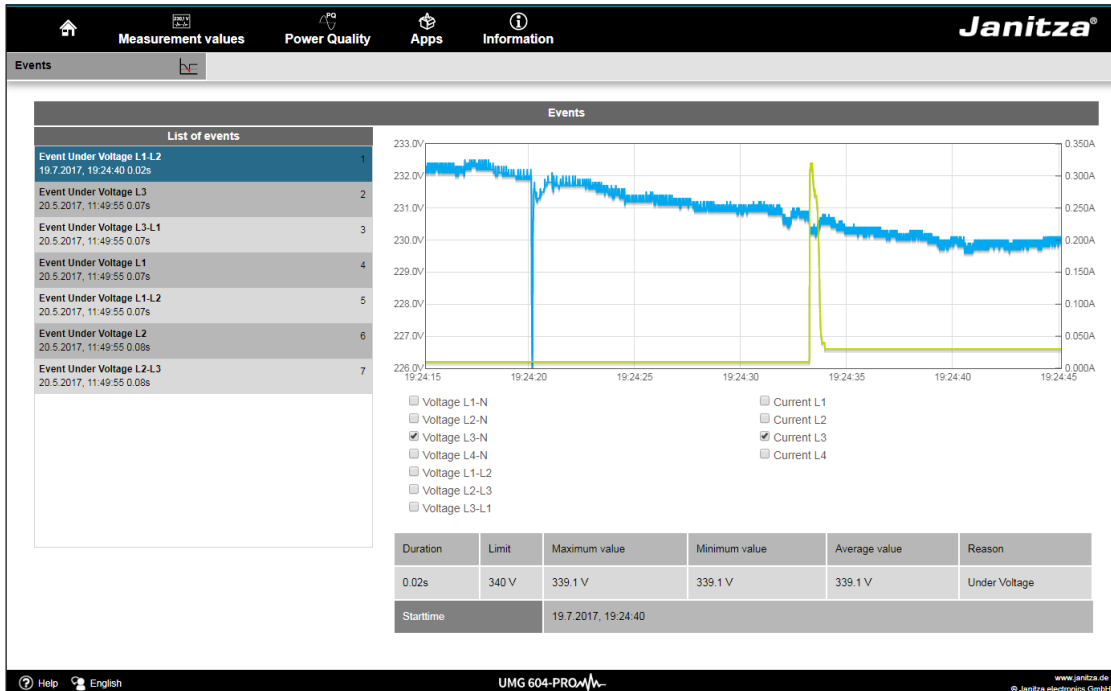 230,1 V
PQ
Measurement values
Power Quality
Apps
Information
Janitza®
Events
Events
List of events
Event Under Voltage L1-L2
1
19.7.2017, 19:24:40 0.02s
Event Under Voltage L3
2
20.5.2017, 11:49:55 0.07s
Event Under Voltage L3-L1
3
20.5.2017, 11:49:55 0.07s
Event Under Voltage L1
4
20.5.2017, 11:49:55 0.07s
Event Under Voltage L1-L2
5
20.5.2017, 11:49:55 0.07s
Event Under Voltage L2
6
20.5.2017, 11:49:55 0.08s
Event Under Voltage L2-L3
7
20.5.2017, 11:49:55 0.08s
233.0V
232.0V
231.0V
230.0V
229.0V
228.0V
227.0V
226.0V
0.350A
0.300A
0.250A
0.200A
0.150A
0.100A
0.050A
0.000A
19:24:15 19:24:20 19:24:25 19:24:30 19:24:35 19:24:40 19:24:45
Voltage L1-N
Voltage L2-N
Voltage L3-N
Voltage L4-N
Voltage L1-L2
Voltage L2-L3
Voltage L3-L1
Current L1
Current L2
Current L3
Current L4
Duration Limit Maximum value Minimum value Average value Reason
0.02s 340 V 339.1 V 339.1 V 339.1 V Under Voltage
Starttime 19.7.2017, 19:24:40
? Help English
UMG 604-PRO
www.janitza.de
© Janitza electronics GmbH